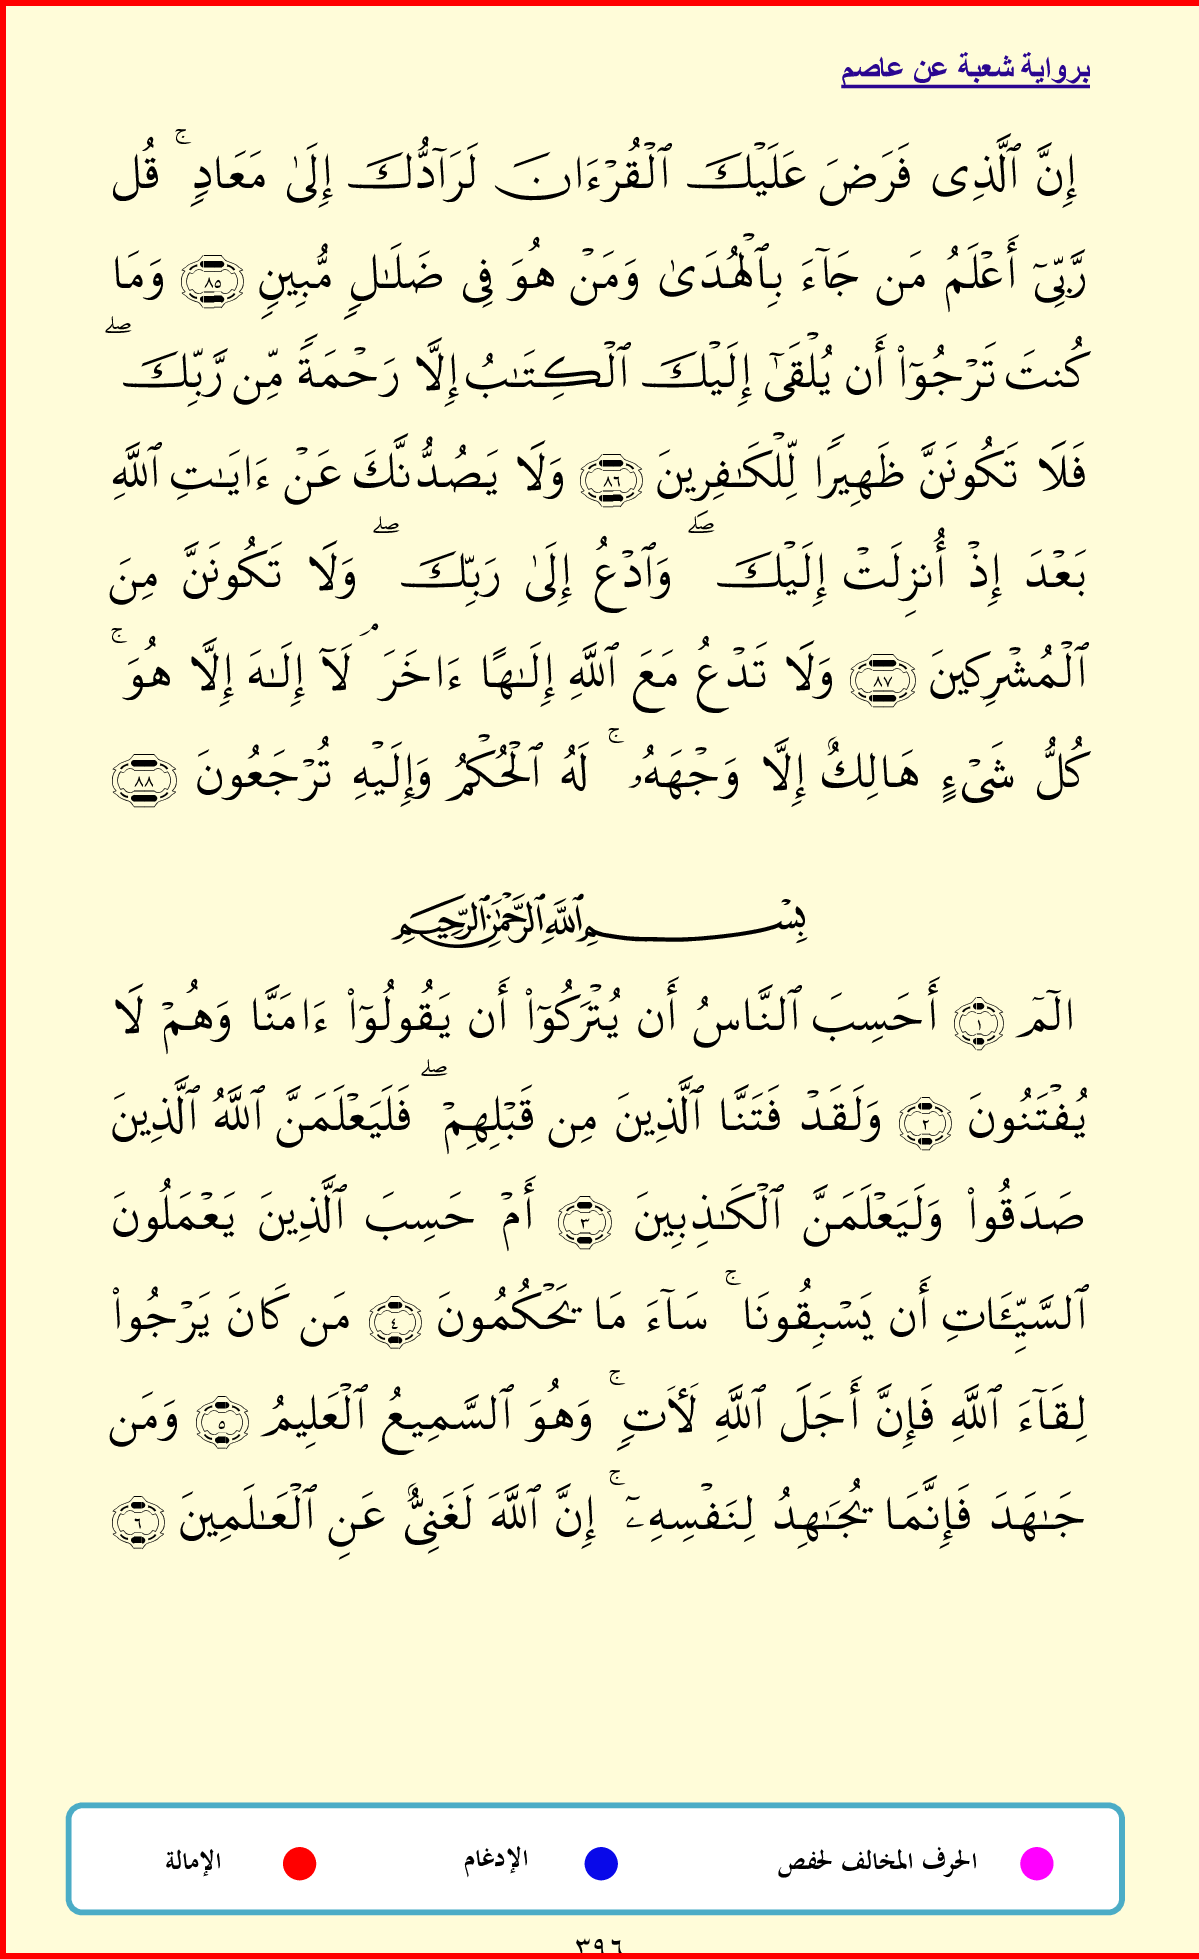 برواية شعبة عن عاصم
إِنَّ ٱلَّذِى فَرَضَ عَلَيۡكَ ٱلۡقُرۡءَانَ لَرَآدُّكَ إِلَىٰ مَعَادٖۚ قُل
رَّبِّىٓ أَعۡلَمُ مَن جَآءَ بِٱلۡهُدَىٰ وَمَنۡ هُوَ فِى ضَلَٰلٖ مُّبِينٖ ٨٥ وَمَا
كُنتَ تَرۡجُوٓاْ أَن يُلۡقَىٰٓ إِلَيۡكَ ٱلۡكِتَٰبُ إِلَّا رَحۡمَةٗ مِّن رَّبِّكَۖ
فَلَا تَكُونَنَّ ظَهِيرٗا لِّلۡكَٰفِرِينَ ٨٦ وَلَا يَصُدُّنَّكَ عَنۡ ءَايَٰتِ ٱللَّهِ
بَعۡدَ إِذۡ أُنزِلَتۡ إِلَيۡكَۖ وَٱدۡعُ إِلَىٰ رَبِّكَۖ وَلَا تَكُونَنَّ مِنَ
ٱلۡمُشۡرِكِينَ ٨٧ وَلَا تَدۡعُ مَعَ ٱللَّهِ إِلَٰهًا ءَاخَرَۘ لَآ إِلَٰهَ إِلَّا هُوَۚ
كُلُّ شَىۡءٍ هَالِكٌ إِلَّا وَجۡهَهُۥۚ لَهُ ٱلۡحُكۡمُ وَإِلَيۡهِ تُرۡجَعُونَ ٨٨
بِسۡمِ ٱللَّهِ ٱلرَّحۡمَٰنِ ٱلرَّحِيمِ
الٓمٓ ١ أَحَسِبَ ٱلنَّاسُ أَن يُتۡرَكُوٓاْ أَن يَقُولُوٓاْ ءَامَنَّا وَهُمۡ لَا
يُفۡتَنُونَ ٢ وَلَقَدۡ فَتَنَّا ٱلَّذِينَ مِن قَبۡلِهِمۡۖ فَلَيَعۡلَمَنَّ ٱللَّهُ ٱلَّذِينَ
صَدَقُواْ وَلَيَعۡلَمَنَّ ٱلۡكَٰذِبِينَ ٣ أَمۡ حَسِبَ ٱلَّذِينَ يَعۡمَلُونَ
ٱلسَّيِّـَٔاتِ أَن يَسۡبِقُونَاۚ سَآءَ مَا يَحۡكُمُونَ ٤ مَن كَانَ يَرۡجُواْ
لِقَآءَ ٱللَّهِ فَإِنَّ أَجَلَ ٱللَّهِ لَأٓتٖۚ وَهُوَ ٱلسَّمِيعُ ٱلۡعَلِيمُ ٥ وَمَن
جَٰهَدَ فَإِنَّمَا يُجَٰهِدُ لِنَفۡسِهِۦٓۚ إِنَّ ٱللَّهَ لَغَنِىٌّ عَنِ ٱلۡعَٰلَمِينَ ٦
الحرف المخالف لحفص الإدغام الإمالة
٣٩٦